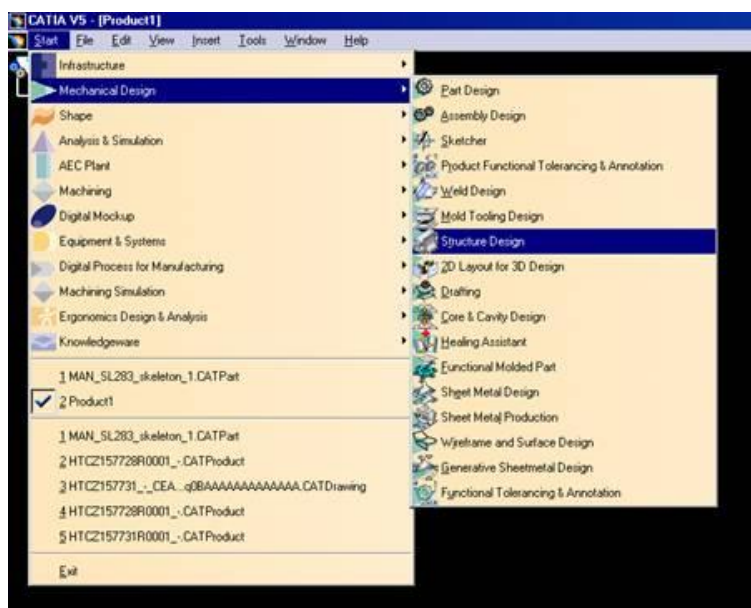 CATIA V5 - [Product1]
Start File Edit View Insert Tools Window Help
Infrastructure
Mechanical Design
Shape
Analysis & Simulation
AEC Plant
Machining
Digital Mockup
Equipment & Systems
Digital Process for Manufacturing
Machining Simulation
Ergonomics Design & Analysis
Knowledgeware
1 MAN_SL283_skeleton_1.CATPart
2 Product1
1 MAN_SL283_skeleton_1.CATPart
2 HTCZ157728R0001_-.CATProduct
3 HTCZ157731_-_CEA...q0BAAAAAAAAAAAAA.CATDrawing
4 HTCZ157728R0001_-.CATProduct
5 HTCZ157731R0001_-.CATProduct
Exit
Part Design
Assembly Design
Sketcher
Product Functional Tolerancing & Annotation
Weld Design
Mold Tooling Design
Structure Design
2D Layout for 3D Design
Drafting
Core & Cavity Design
Healing Assistant
Functional Molded Part
Sheet Metal Design
Sheet Metal Production
Wireframe and Surface Design
Generative Sheetmetal Design
Functional Tolerancing & Annotation